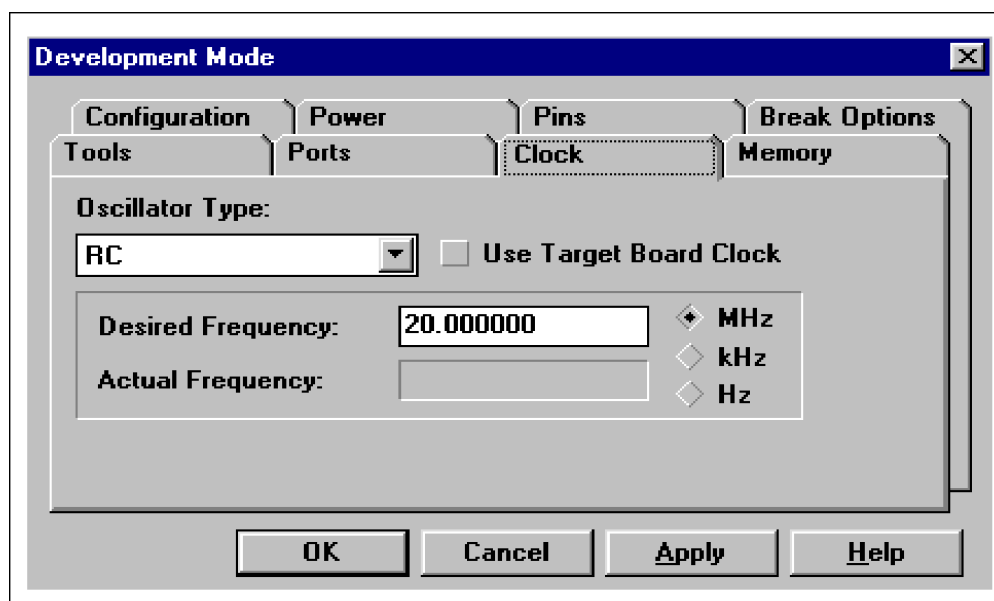 Development Mode
Configuration Power Pins Break Options
Tools Ports Clock Memory
Oscillator Type:
RC Use Target Board Clock
Desired Frequency: 20.000000 MHz
kHz
Actual Frequency:
Hz
OK Cancel Apply Help